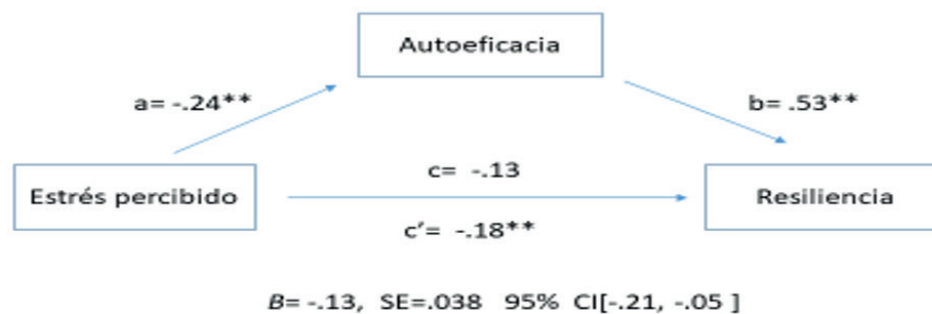 Autoeficacia
a= -.24**
b= .53**
Estrés percibido
c= -.13
Resiliencia
c’= -.18**
B= -.13, SE=.038 95% CI[-.21, -.05 ]